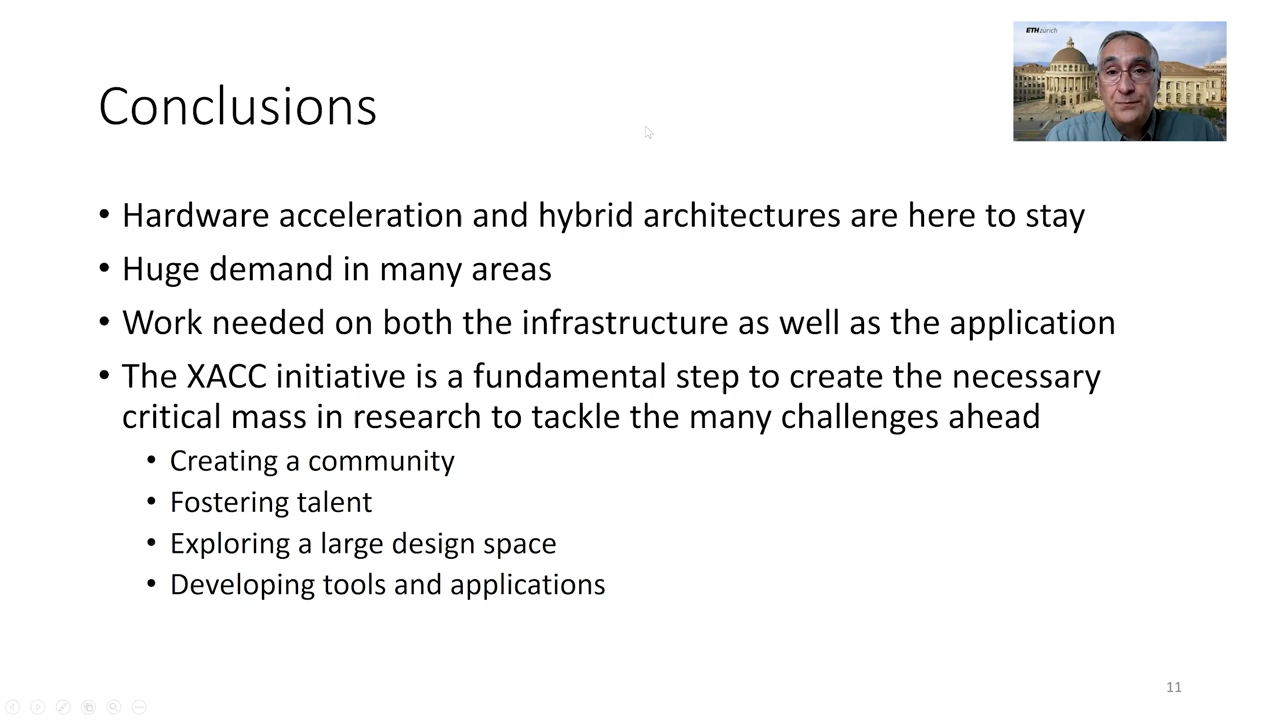 ETH zürich
Conclusions
• Hardware acceleration and hybrid architectures are here to stay
• Huge demand in many areas
• Work needed on both the infrastructure as well as the application
• The XACC initiative is a fundamental step to create the necessary
critical mass in research to tackle the many challenges ahead
• Creating a community
• Fostering talent
• Exploring a large design space
• Developing tools and applications
11